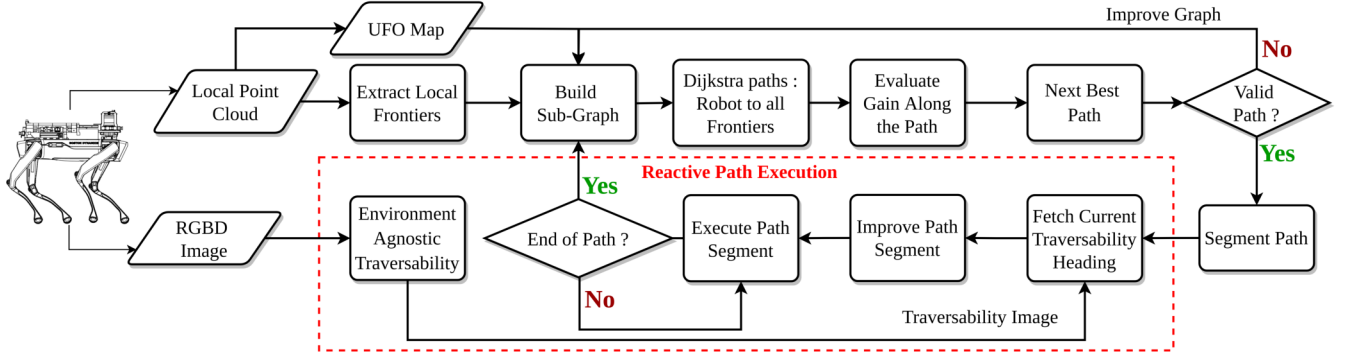 Improve Graph
UFO Map
No
Local Point
Cloud
Extract Local
Frontiers
Build
Sub-Graph
Dijkstra paths :
Robot to all
Frontiers
Evaluate
Gain Along
the Path
Next Best
Path
Valid
Path ?
Yes
Reactive Path Execution
Yes
RGBD
Image
Environment
Agnostic
Traversability
End of Path ?
Execute Path
Segment
Improve Path
Segment
Fetch Current
Traversability
Heading
Segment Path
No
Traversability Image